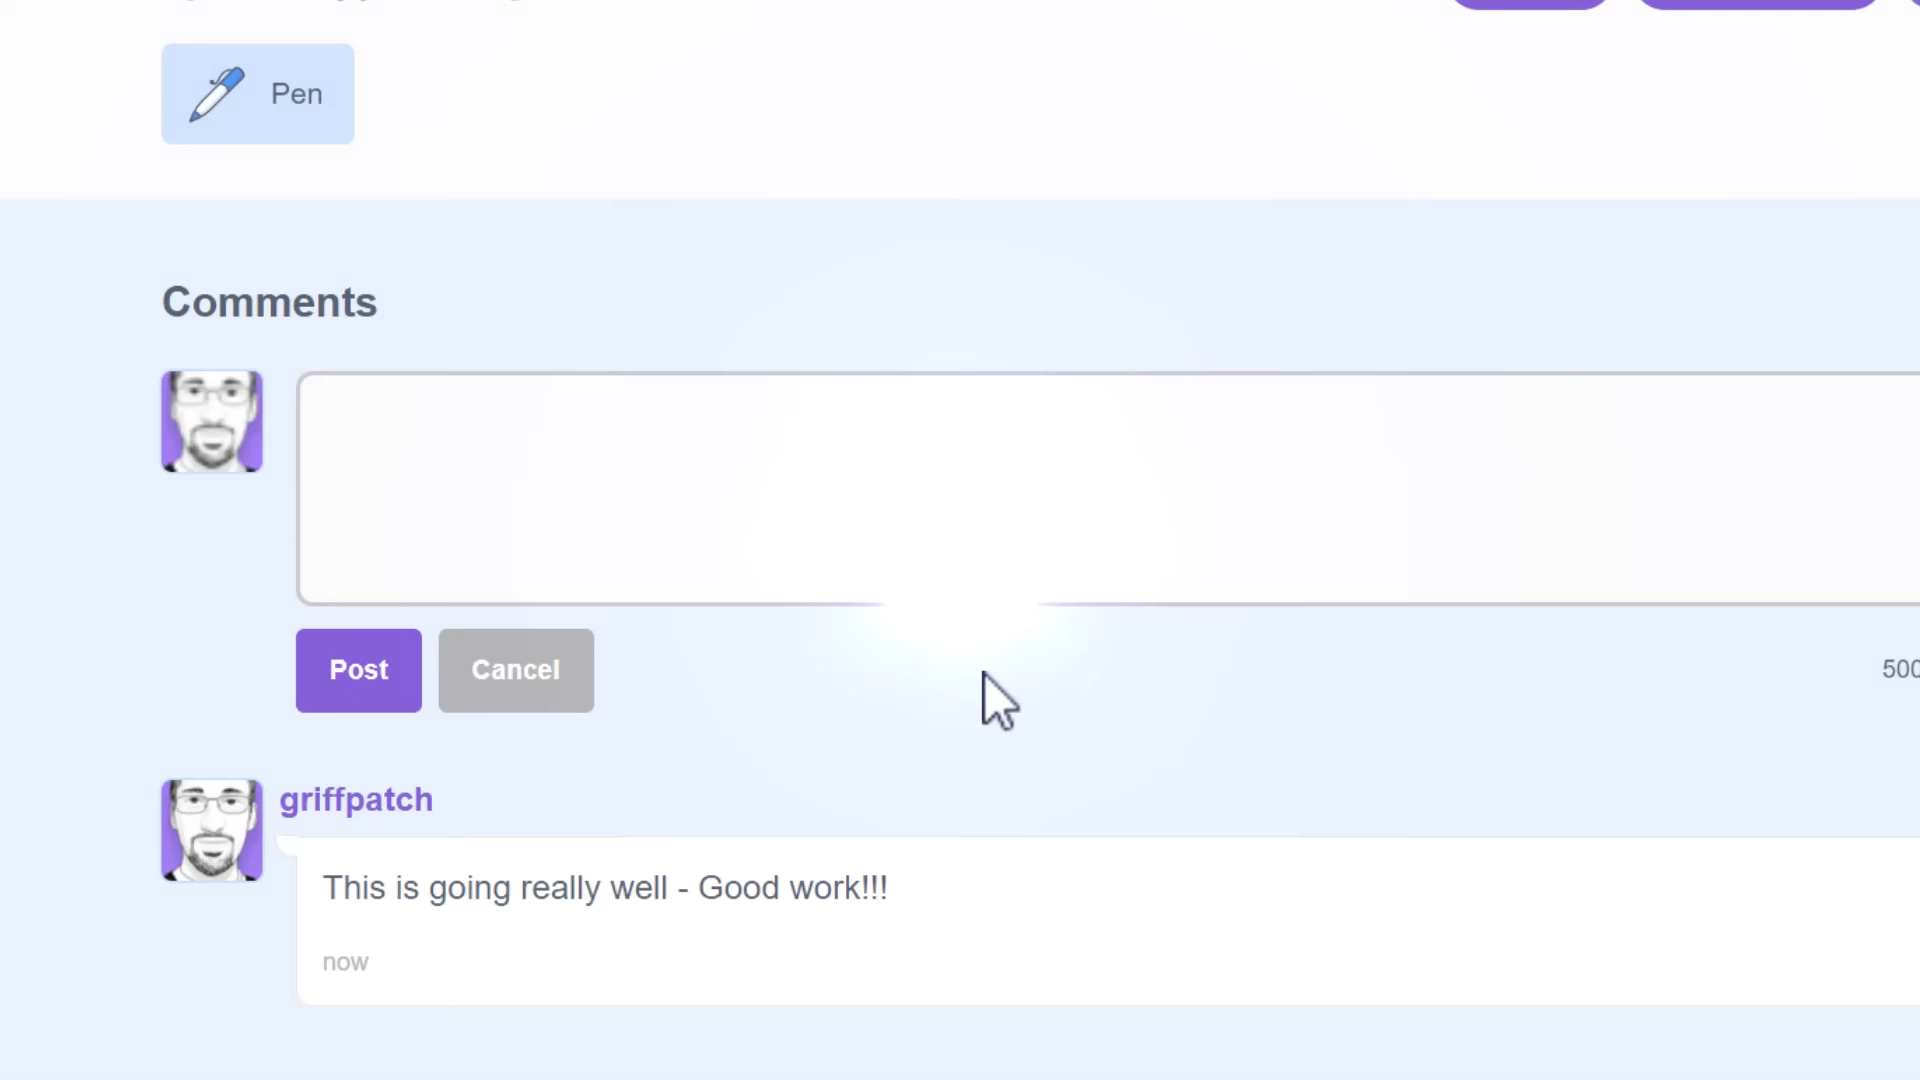 Pen
Comments
Post
Cancel
500
griffpatch
This is going really well - Good work!!!
now